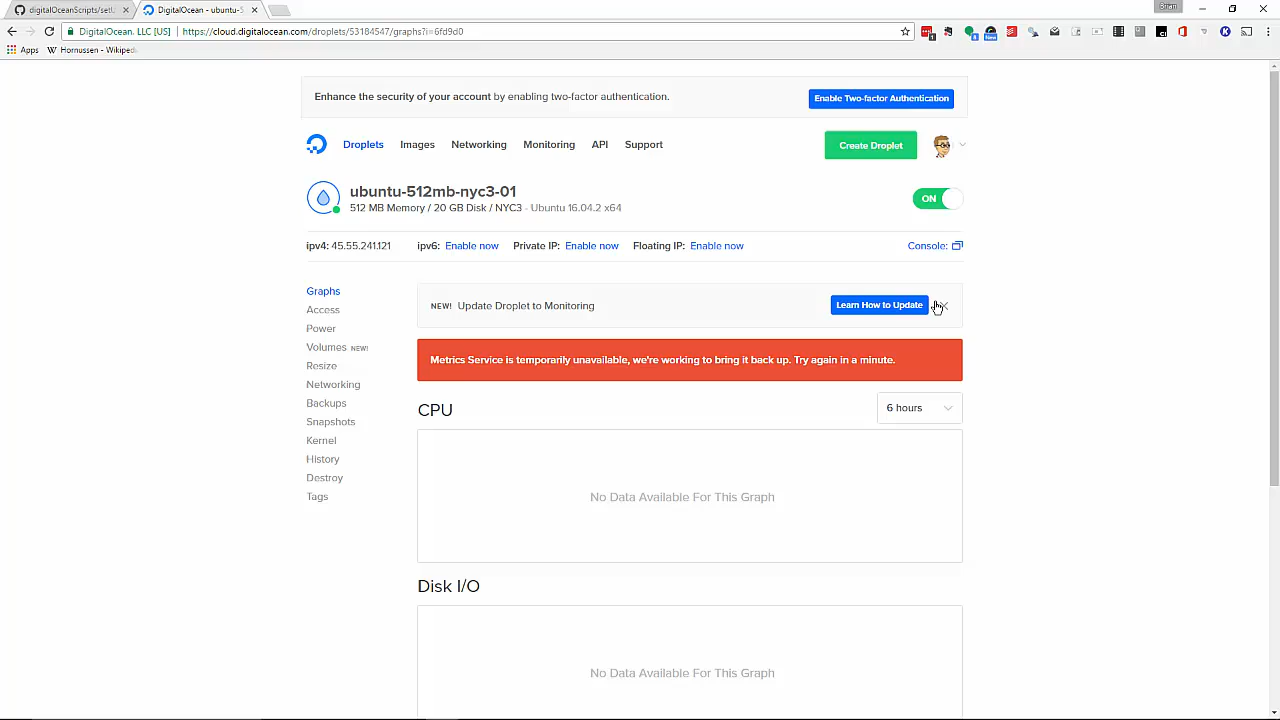 digitalOceanScripts/setU
DigitalOcean - ubuntu-5
DigitalOcean, LLC [US]
https://cloud.digitalocean.com/droplets/53184547/graphs?i=6fd9d0
Apps
Hornussen - Wikiped
Enhance the security of your account by enabling two-factor authentication.
Enable Two-factor Authentication
Droplets
Images
Networking
Monitoring
API
Support
Create Droplet
ubuntu-512mb-nyc3-01
512 MB Memory / 20 GB Disk / NYC3 - Ubuntu 16.04.2 x64
ON
ipv4: 45.55.241.121
ipv6: Enable now
Private IP: Enable now
Floating IP: Enable now
Console:
Graphs
Access
Power
Volumes NEW!
Resize
Networking
Backups
Snapshots
Kernel
History
Destroy
Tags
NEW! Update Droplet to Monitoring
Learn How to Update
Metrics Service is temporarily unavailable, we're working to bring it back up. Try again in a minute.
CPU
6 hours
No Data Available For This Graph
Disk I/O
No Data Available For This Graph